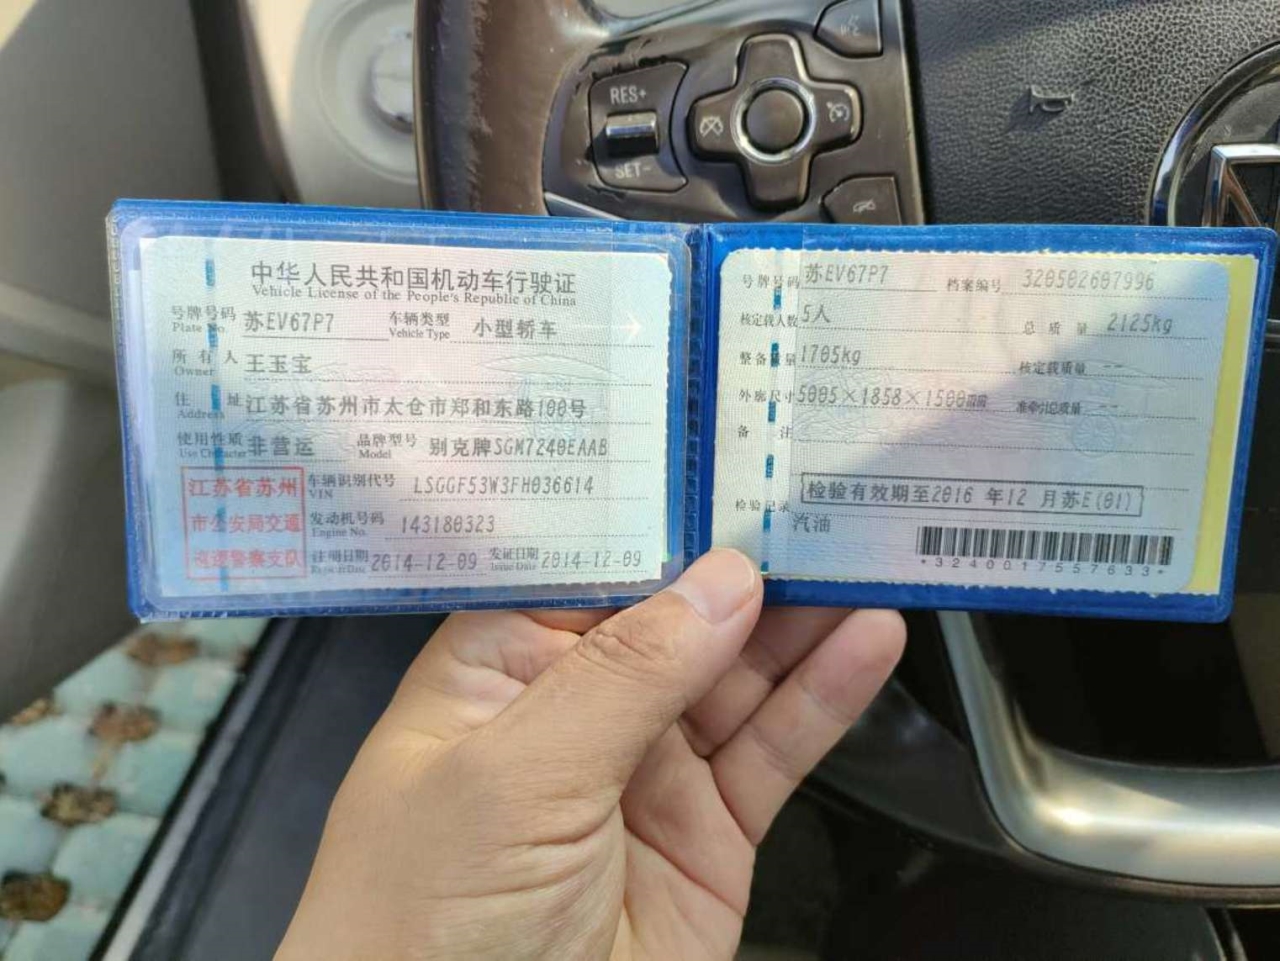 RES+
SET-
中华人民共和国机动车行驶证
Vehicle License of the People's Republic of China
号牌号码 苏EV67P7 车辆类型 小型轿车
Plate No. Vehicle Type
所有人 王玉宝
Owner
住址 江苏省苏州市太仓市郑和东路100号
Address
使用性质 非营运 品牌型号 别克牌SGM7240EAAB
Use Character Model
江苏省苏州
市公安局交通
巡逻警察支队
车辆识别代号 LSGGF53W3FH036614
VIN
发动机号码 143180323
Engine No.
注册日期 2014-12-09 发证日期 2014-12-09
Register Date Issue Date
号牌号码 苏EV67P7 档案编号 320502607996
核定载人数 5人 总质量 2125kg
整备质量 1705kg 核定载质量 --
外廓尺寸 5005×1858×1500mm 准牵引总质量 --
备注
检验有效期至2016 年12 月苏E(01)
检验记录
汽油
*3240017557633*